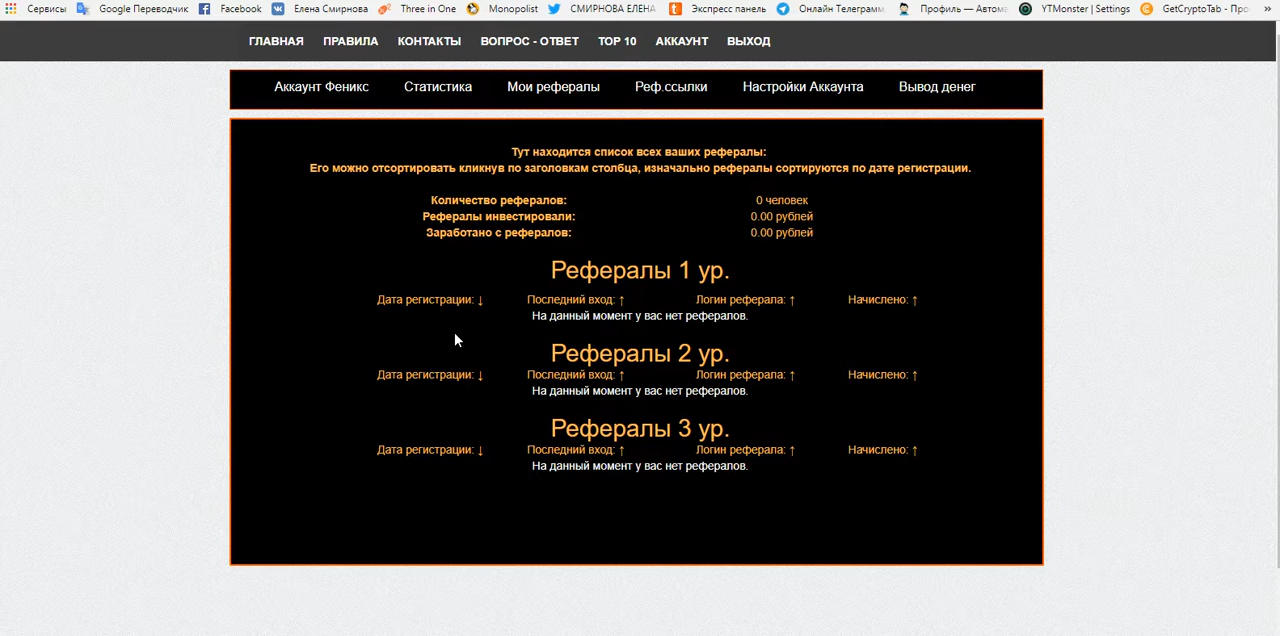 Сервисы Google Переводчик Facebook Елена Смирнова Three in One Monopolist СМИРНОВА ЕЛЕНА Экспресс панель Онлайн Телеграмм. Профиль — Автома YTMonster | Settings GetCryptoTab - Про »
ГЛАВНАЯ ПРАВИЛА КОНТАКТЫ ВОПРОС - ОТВЕТ TOP 10 АККАУНТ ВЫХОД
Аккаунт Феникс Статистика Мои рефералы Реф.ссылки Настройки Аккаунта Вывод денег
Тут находится список всех ваших рефералы:
Его можно отсортировать кликнув по заголовкам столбца, изначально рефералы сортируются по дате регистрации.
Количество рефералов: 0 человек
Рефералы инвестировали: 0.00 рублей
Заработано с рефералов: 0.00 рублей
Рефералы 1 ур.
Дата регистрации: ↓ Последний вход: ↑ Логин реферала: ↑ Начислено: ↑
На данный момент у вас нет рефералов.
Рефералы 2 ур.
Дата регистрации: ↓ Последний вход: ↑ Логин реферала: ↑ Начислено: ↑
На данный момент у вас нет рефералов.
Рефералы 3 ур.
Дата регистрации: ↓ Последний вход: ↑ Логин реферала: ↑ Начислено: ↑
На данный момент у вас нет рефералов.